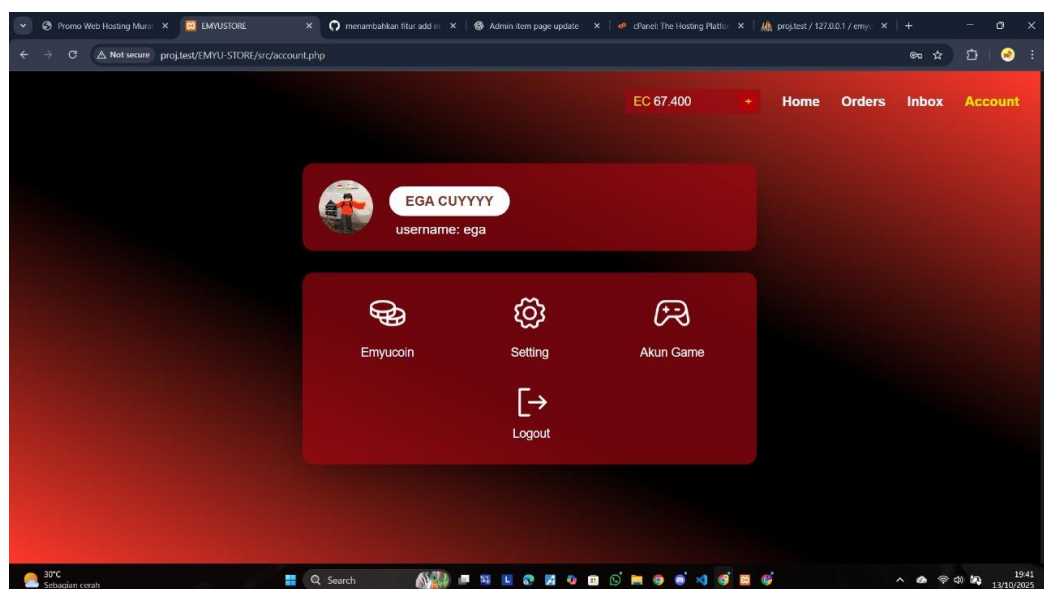 Promo Web Hosting Mura
EMYUSTORE
menambahkan fitur add in
Admin item page update
cPanel: The Hosting Platfo
proj.test / 127.0.0.1 / emyu
Not secure
proj.test/EMYU-STORE/src/account.php
EC 67.400
+
Home
Orders
Inbox
Account
EGA CUYYYY
username: ega
Emyucoin
Setting
Akun Game
Logout
30°C
Sebagian cerah
Search
19:41
13/10/2025